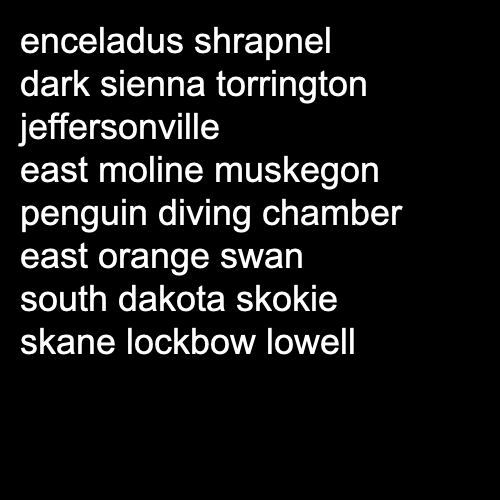 enceladus shrapnel
dark sienna torrington
jeffersonville
east moline muskegon
penguin diving chamber
east orange swan
south dakota skokie
skane lockbow lowell